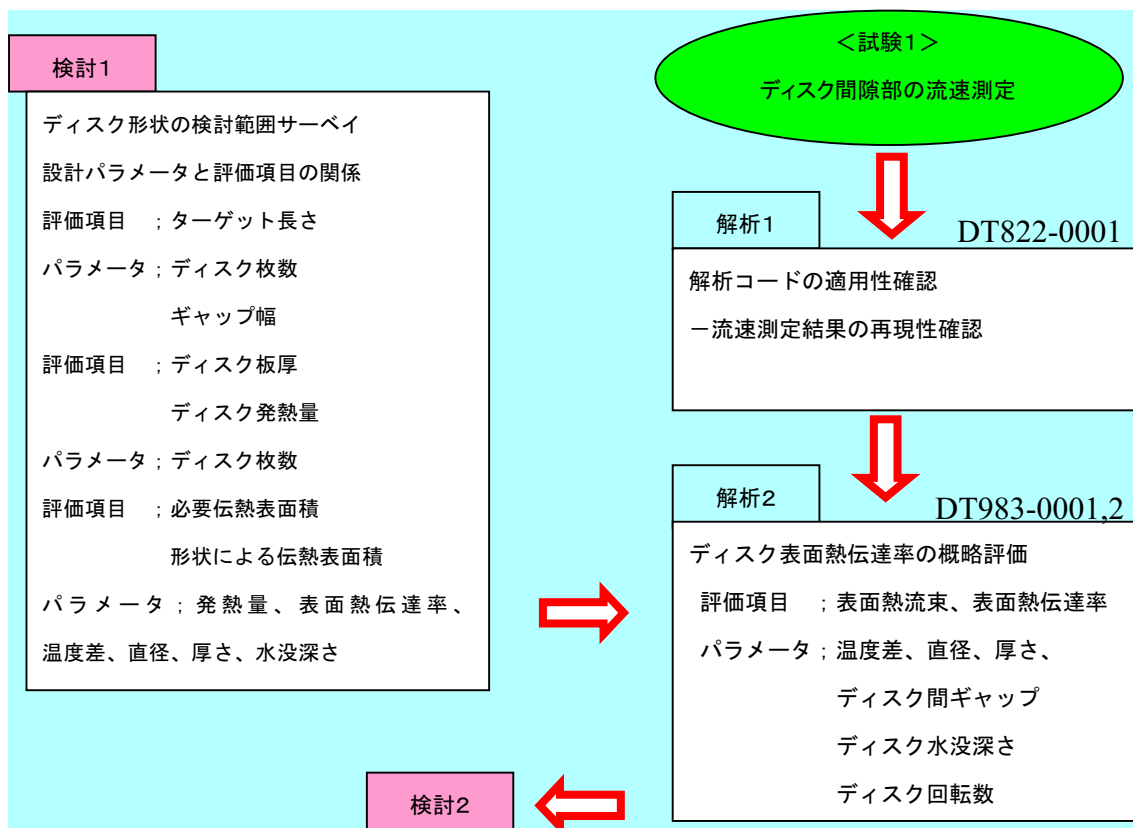 検討1
ディスク形状の検討範囲サーベイ
設計パラメータと評価項目の関係
評価項目 ;ターゲット長さ
パラメータ;ディスク枚数
ギャップ幅
評価項目 ;ディスク板厚
ディスク発熱量
パラメータ;ディスク枚数
評価項目 ;必要伝熱表面積
形状による伝熱表面積
パラメータ;発熱量、表面熱伝達率、
温度差、直径、厚さ、水没深さ
<試験1>
ディスク間隙部の流速測定
解析1
DT822-0001
解析コードの適用性確認
-流速測定結果の再現性確認
解析2
DT983-0001,2
ディスク表面熱伝達率の概略評価
評価項目 ;表面熱流束、表面熱伝達率
パラメータ;温度差、直径、厚さ、
ディスク間ギャップ
ディスク水没深さ
ディスク回転数
検討2